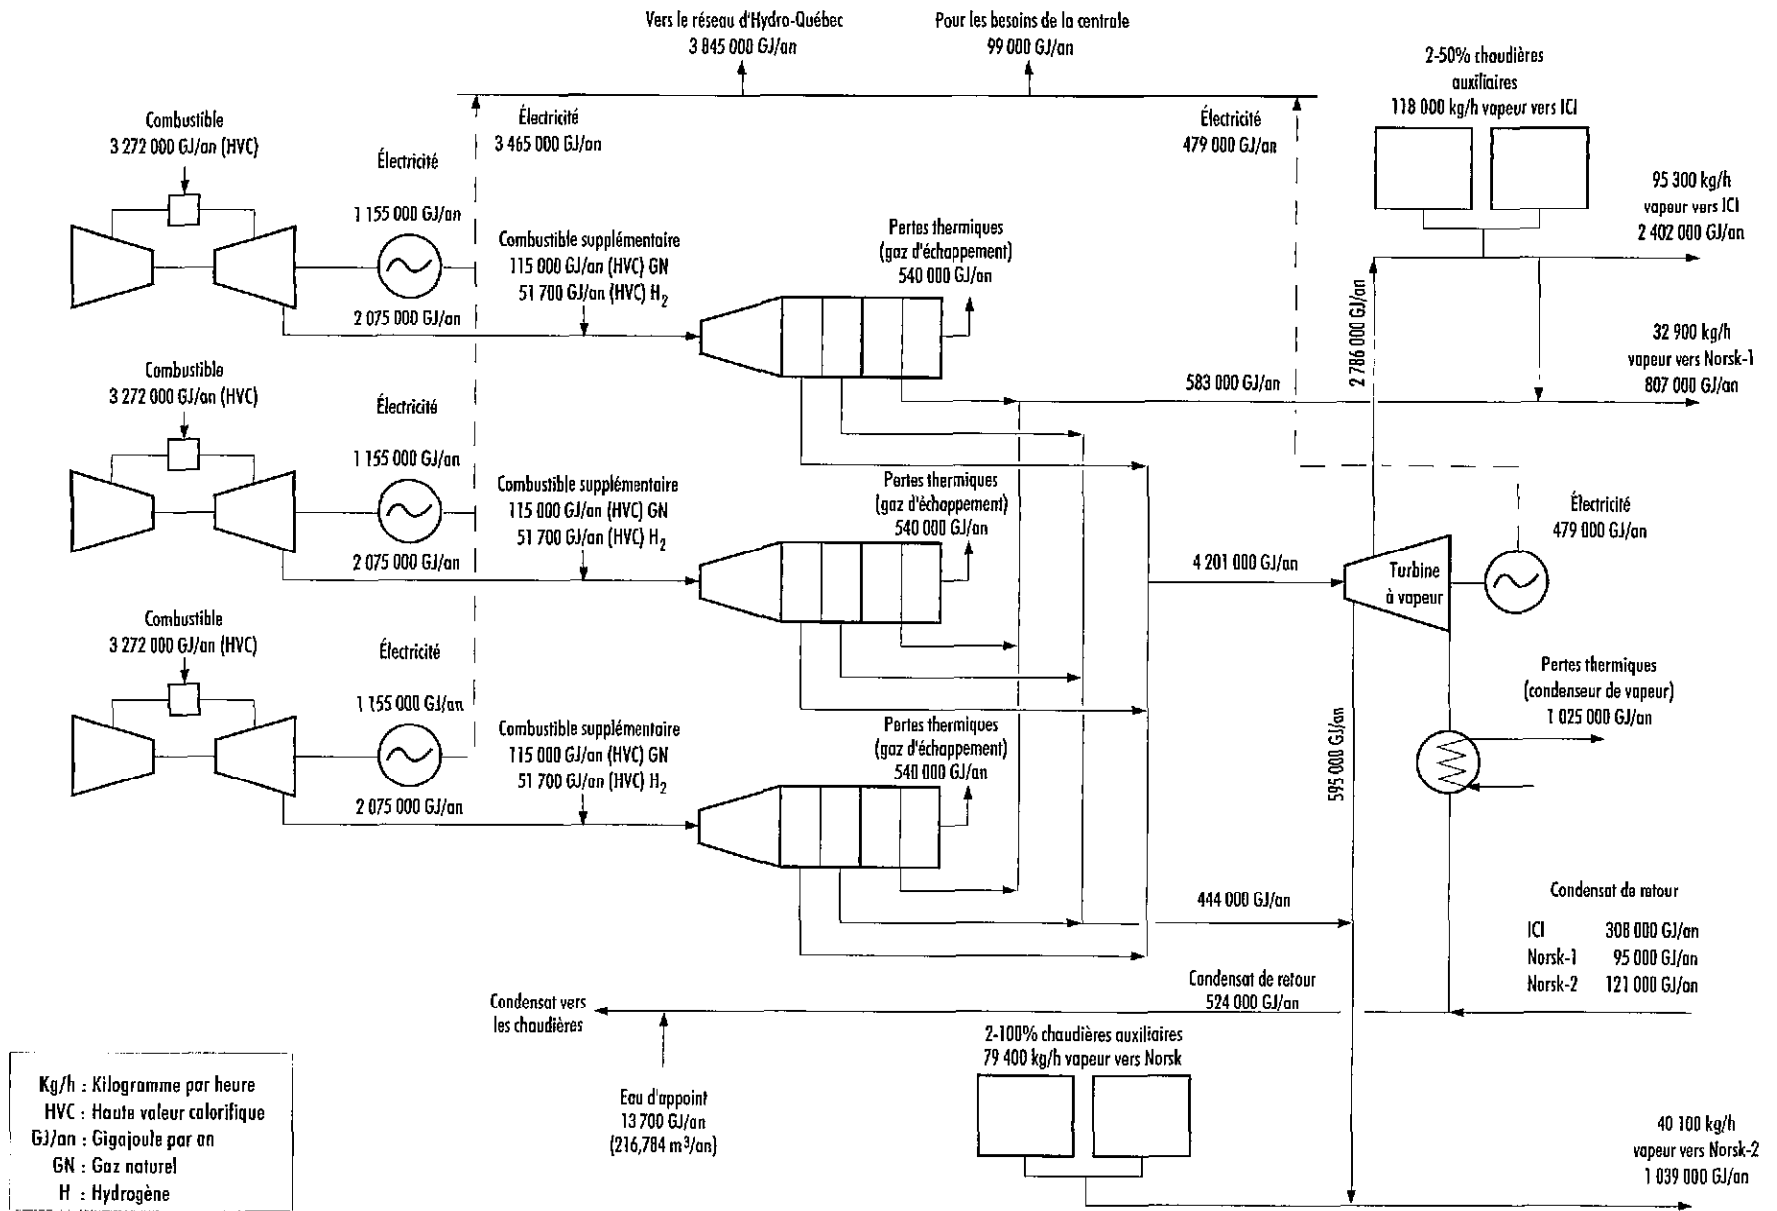 Vers le réseau d'Hydro-Québec
3 845 000 GJ/an
Pour les besoins de la centrale
99 000 GJ/an
2-50% chaudières
auxiliaires
118 000 kg/h vapeur vers ICI
Combustible
3 272 000 GJ/an (HVC)
Électricité
1 155 000 GJ/an
2 075 000 GJ/an
Électricité
3 465 000 GJ/an
Électricité
479 000 GJ/an
Combustible supplémentaire
115 000 GJ/an (HVC) GN
51 700 GJ/an (HVC) H2
Pertes thermiques
(gaz d'échappement)
540 000 GJ/an
95 300 kg/h
vapeur vers ICI
2 402 000 GJ/an
2 786 000 GJ/an
583 000 GJ/an
32 900 kg/h
vapeur vers Norsk-1
807 000 GJ/an
Combustible
3 272 000 GJ/an (HVC)
Électricité
1 155 000 GJ/an
2 075 000 GJ/an
Combustible supplémentaire
115 000 GJ/an (HVC) GN
51 700 GJ/an (HVC) H2
Pertes thermiques
(gaz d'échappement)
540 000 GJ/an
4 201 000 GJ/an
Turbine
à vapeur
Électricité
479 000 GJ/an
Combustible
3 272 000 GJ/an (HVC)
Électricité
1 155 000 GJ/an
2 075 000 GJ/an
Combustible supplémentaire
115 000 GJ/an (HVC) GN
51 700 GJ/an (HVC) H2
Pertes thermiques
(gaz d'échappement)
540 000 GJ/an
Pertes thermiques
(condenseur de vapeur)
1 025 000 GJ/an
595 000 GJ/an
444 000 GJ/an
Condensat de retour
ICI 308 000 GJ/an
Norsk-1 95 000 GJ/an
Norsk-2 121 000 GJ/an
Condensat de retour
524 000 GJ/an
Condensat vers
les chaudières
2-100% chaudières auxiliaires
79 400 kg/h vapeur vers Norsk
Eau d'appoint
13 700 GJ/an
(216,784 m³/an)
40 100 kg/h
vapeur vers Norsk-2
1 039 000 GJ/an
Kg/h : Kilogramme par heure
HVC : Haute valeur calorifique
GJ/an : Gigajoule par an
GN : Gaz naturel
H : Hydrogène